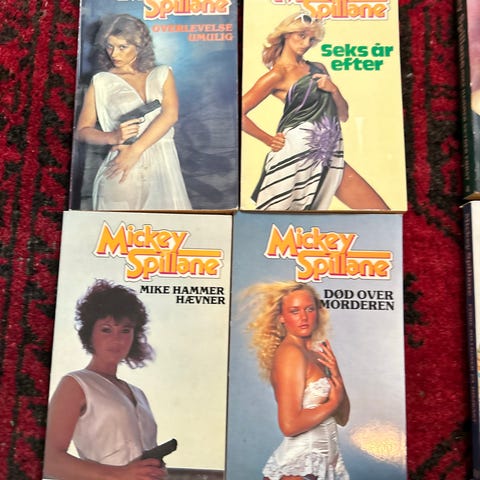 Spillane
OVERLEVELSE
UMULIG
Spillane
Seks år
efter
Mickey
Spillane
MIKE HAMMER
HÆVNER
Mickey
Spillane
DØD OVER
MORDEREN